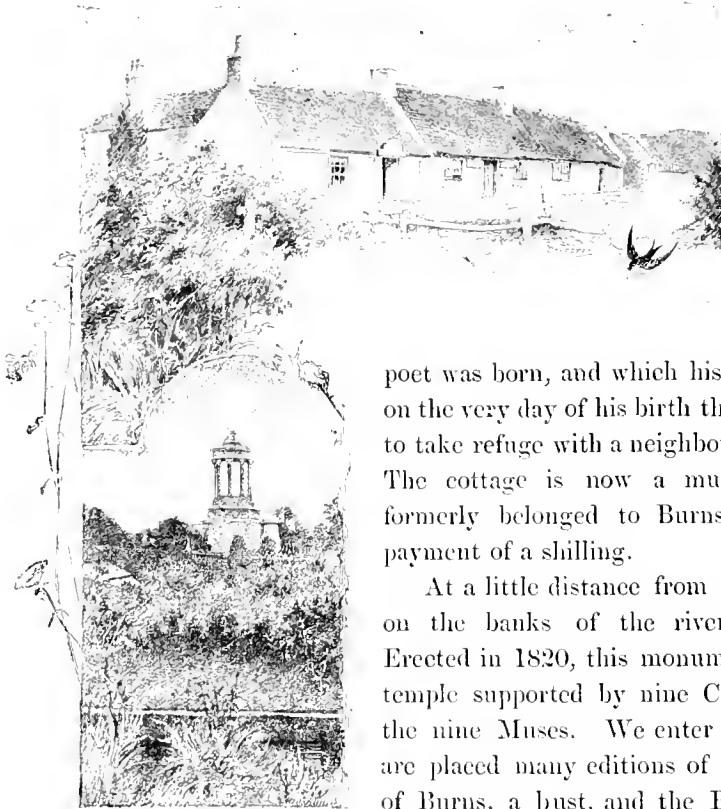 poet was born, and which his
on the very day of his birth th
to take refuge with a neighbo
The cottage is now a mu
formerly belonged to Burns
payment of a shilling.
At a little distance from
on the banks of the river
Erected in 1820, this monum
temple supported by nine C
the nine Muses. We enter
are placed many editions of
of Burns, a bust, and the